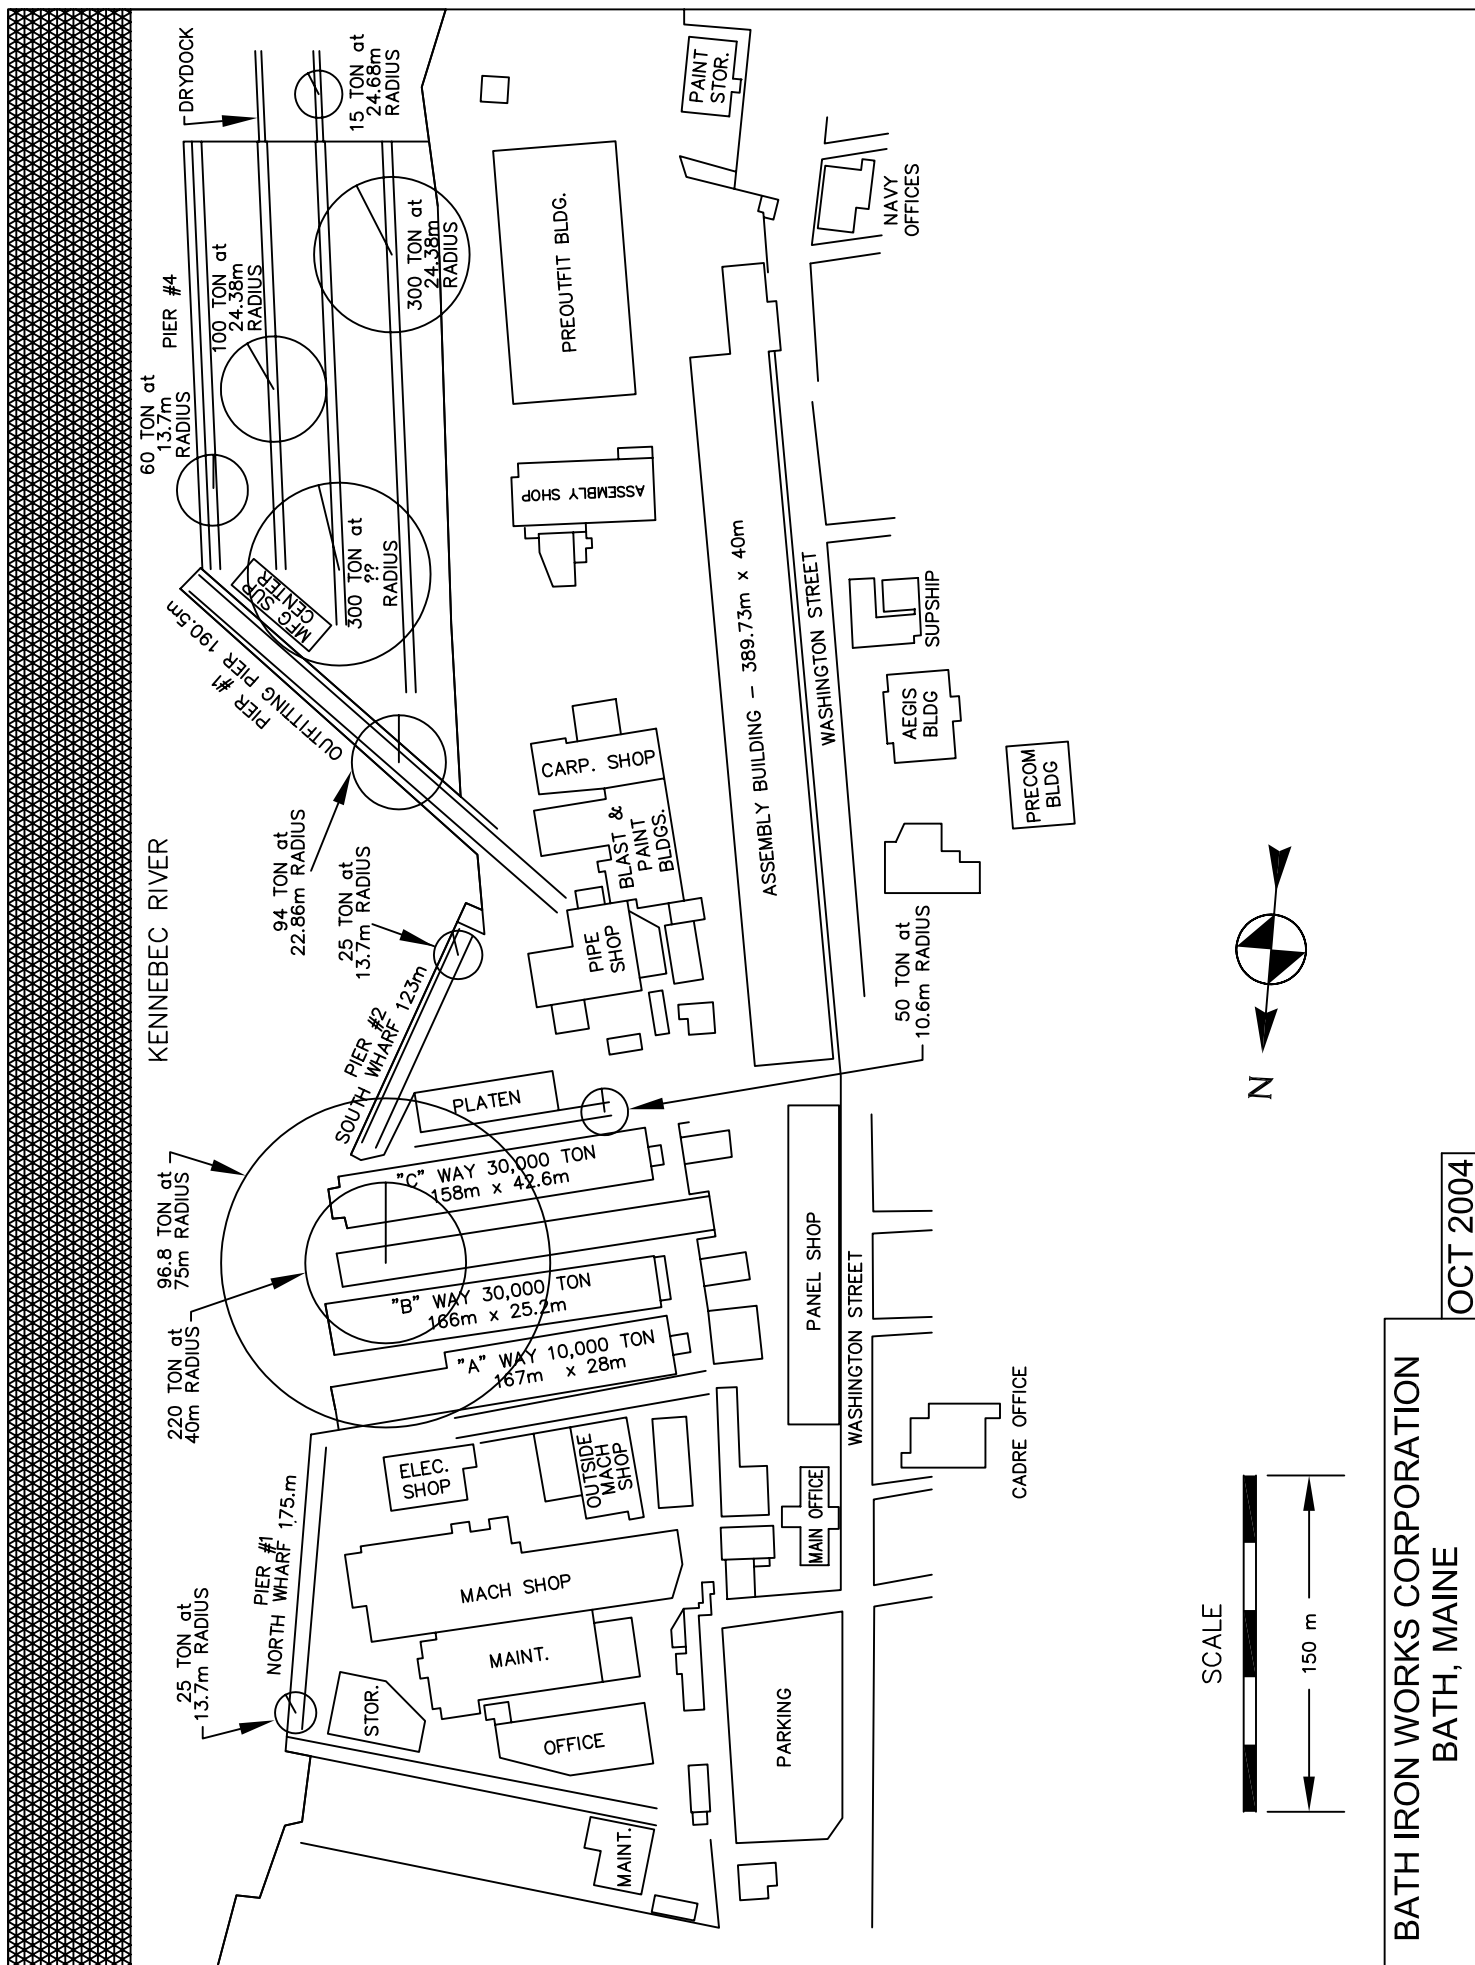 KENNEBEC RIVER
DRYDOCK
15 TON at
24.68m
RADIUS
PIER #4
100 TON at
24.38m
RADIUS
300 TON at
24.38m
RADIUS
60 TON at
13.7m
RADIUS
300 TON at
??
RADIUS
MFG SUP
CENTER
PIER #1
OUTFITTING PIER 190.5m
94 TON at
22.86m RADIUS
25 TON at
13.7m RADIUS
PIER #2
SOUTH WHARF 123m
96.8 TON at
75m RADIUS
220 TON at
40m RADIUS
PIER #1
NORTH WHARF 175.m
25 TON at
13.7m RADIUS
PAINT
STOR.
NAVY
OFFICES
PREOUTFIT BLDG.
ASSEMBLY SHOP
ASSEMBLY BUILDING – 389.73m x 40m
WASHINGTON STREET
SUPSHIP
AEGIS
BLDG
PRECOM
BLDG
CARP. SHOP
BLAST &
PAINT
BLDGS.
PIPE
SHOP
50 TON at
10.6m RADIUS
PLATEN
"C" WAY 30,000 TON
158m x 42.6m
"B" WAY 30,000 TON
166m x 25.2m
"A" WAY 10,000 TON
167m x 28m
PANEL SHOP
WASHINGTON STREET
CADRE OFFICE
ELEC.
SHOP
OUTSIDE
MACH
SHOP
MAIN OFFICE
MACH SHOP
MAINT.
STOR.
OFFICE
PARKING
MAINT.
N
SCALE
150 m
OCT 2004
BATH IRON WORKS CORPORATION
BATH, MAINE